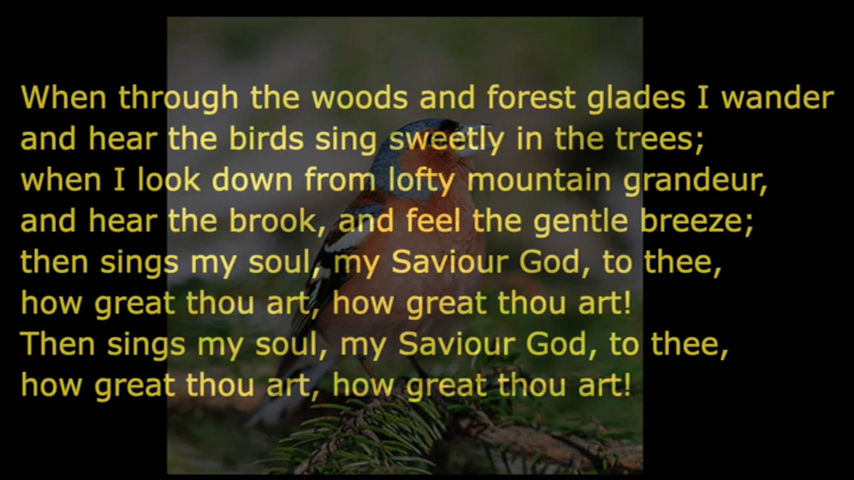 When through the woods and forest glades I wander
and hear the birds sing sweetly in the trees;
when I look down from lofty mountain grandeur,
and hear the brook, and feel the gentle breeze;
then sings my soul, my Saviour God, to thee,
how great thou art, how great thou art!
Then sings my soul, my Saviour God, to thee,
how great thou art, how great thou art!